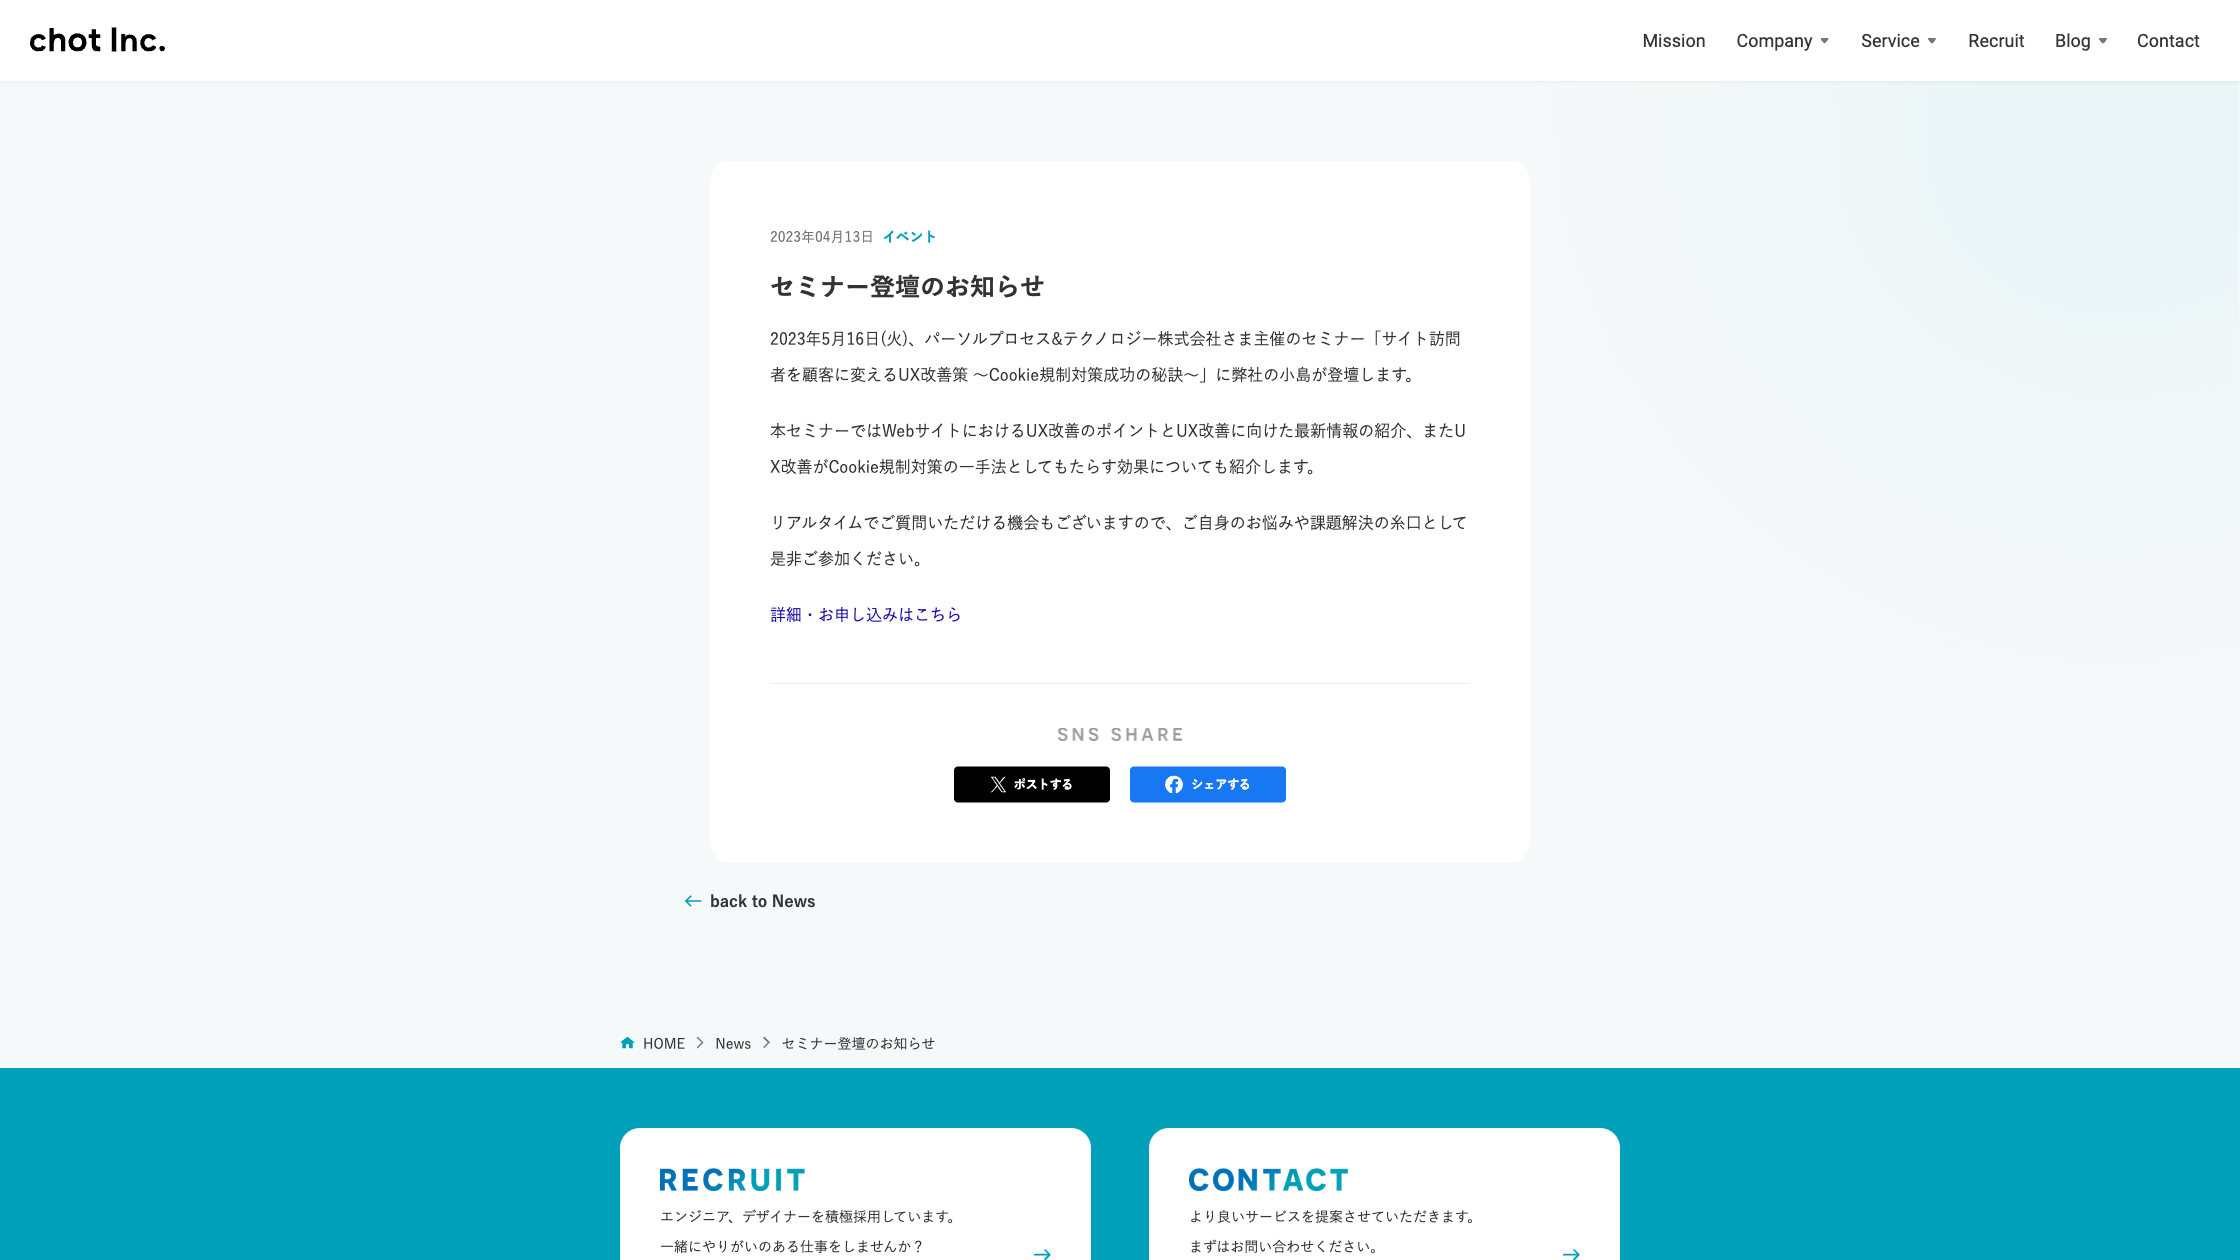 chot Inc.
Mission Company Service Recruit Blog Contact
2023年04月13日 イベント
セミナー登壇のお知らせ
2023年5月16日(火)、パーソルプロセス&テクノロジー株式会社さま主催のセミナー「サイト訪問
者を顧客に変えるUX改善策 〜Cookie規制対策成功の秘訣〜」に弊社の小島が登壇します。
本セミナーではWebサイトにおけるUX改善のポイントとUX改善に向けた最新情報の紹介、またU
X改善がCookie規制対策の一手法としてもたらす効果についても紹介します。
リアルタイムでご質問いただける機会もございますので、ご自身のお悩みや課題解決の糸口として
是非ご参加ください。
詳細・お申し込みはこちら
SNS SHARE
ポストする シェアする
back to News
HOME News セミナー登壇のお知らせ
RECRUIT
エンジニア、デザイナーを積極採用しています。
一緒にやりがいのある仕事をしませんか？
CONTACT
より良いサービスを提案させていただきます。
まずはお問い合わせください。